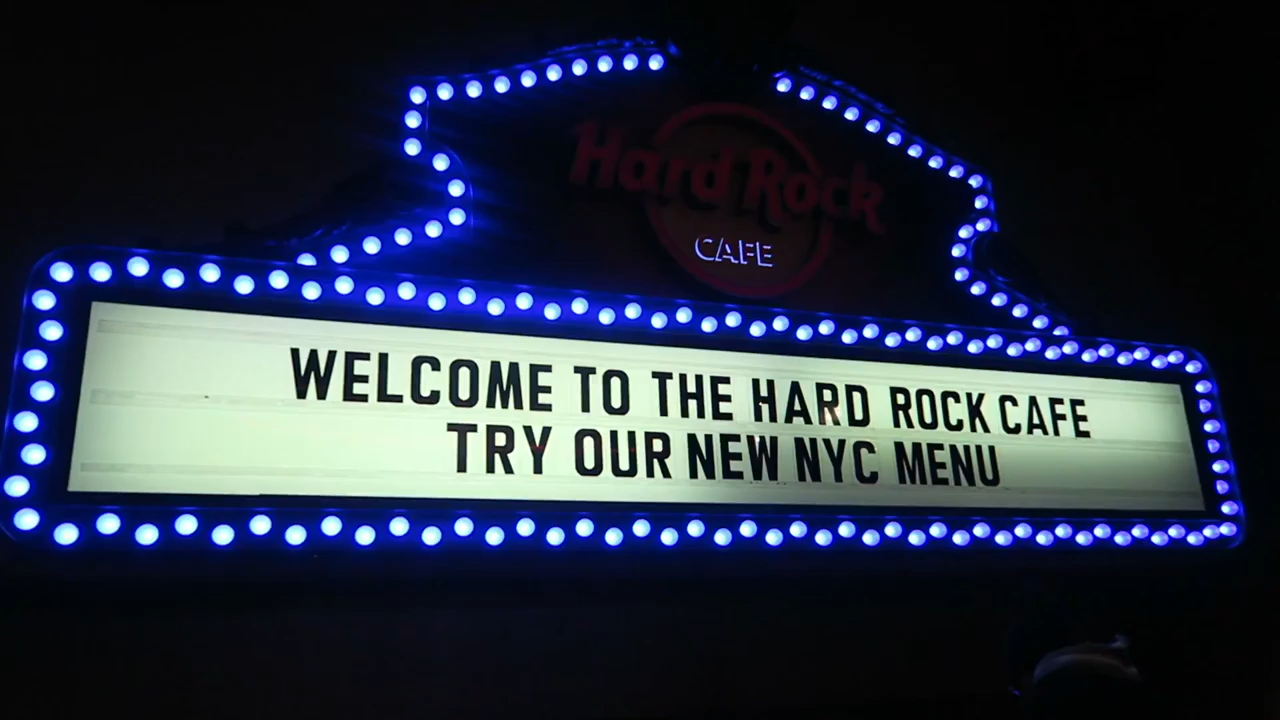 Hard Rock
CAFE
WELCOME TO THE HARD ROCK CAFE
TRY OUR NEW NYC MENU